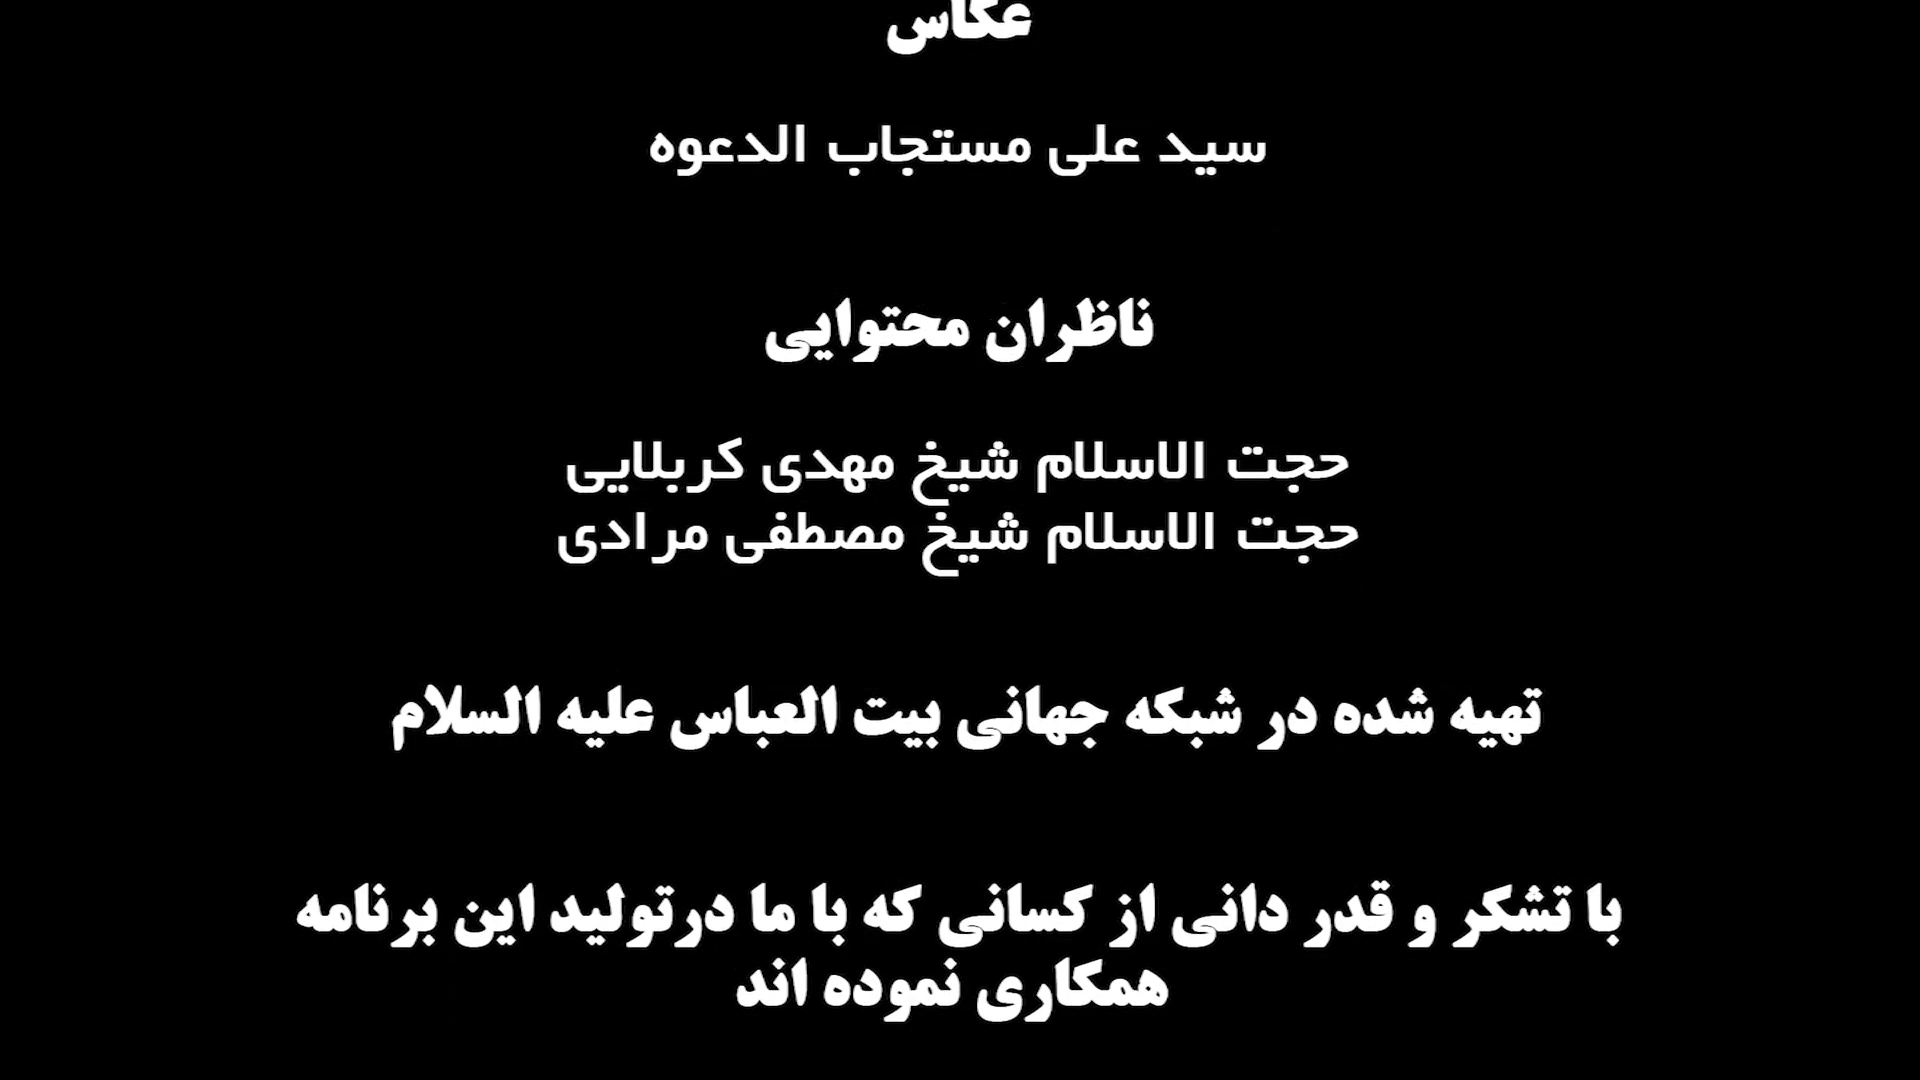 عکاس
سید علی مستجاب الدعوه
ناظران محتوایی
حجت الاسلام شیخ مهدی کربلایی
حجت الاسلام شیخ مصطفی مرادی
تهیه شده در شبکه جهانی بیت العباس علیه السلام
با تشکر و قدر دانی از کسانی که با ما درتولید این برنامه
همکاری نموده اند